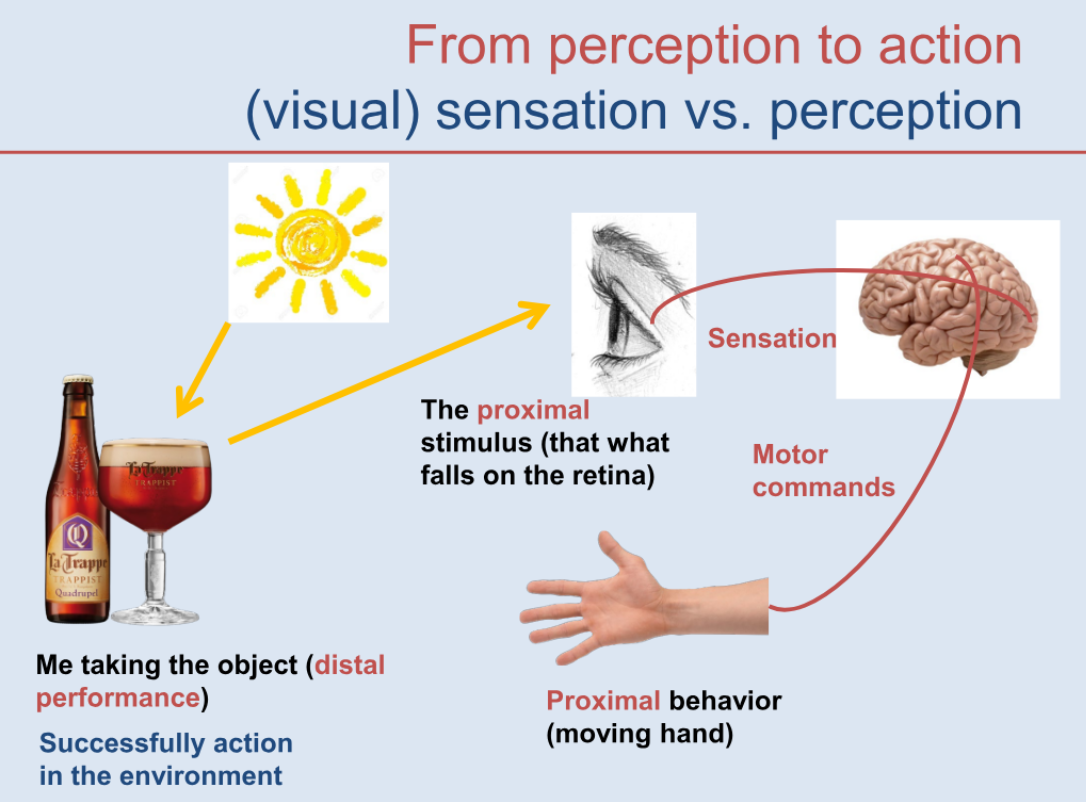 From perception to action
(visual) sensation vs. perception
Sensation
The proximal
stimulus (that what
falls on the retina)
Motor
commands
La Trappe
TRAPPIST
Q
La Trappe
TRAPPIST
Quadrupel
Me taking the object (distal
performance)
Proximal behavior
(moving hand)
Successfully action
in the environment